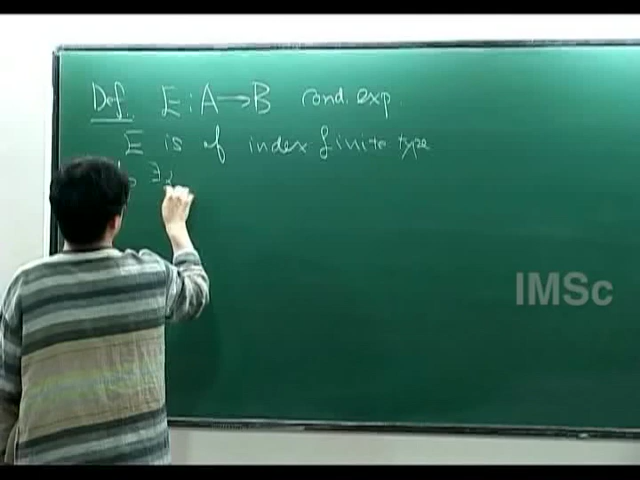 Def. E : A → B cond. exp.
E is of index finite type
∃
IMSc